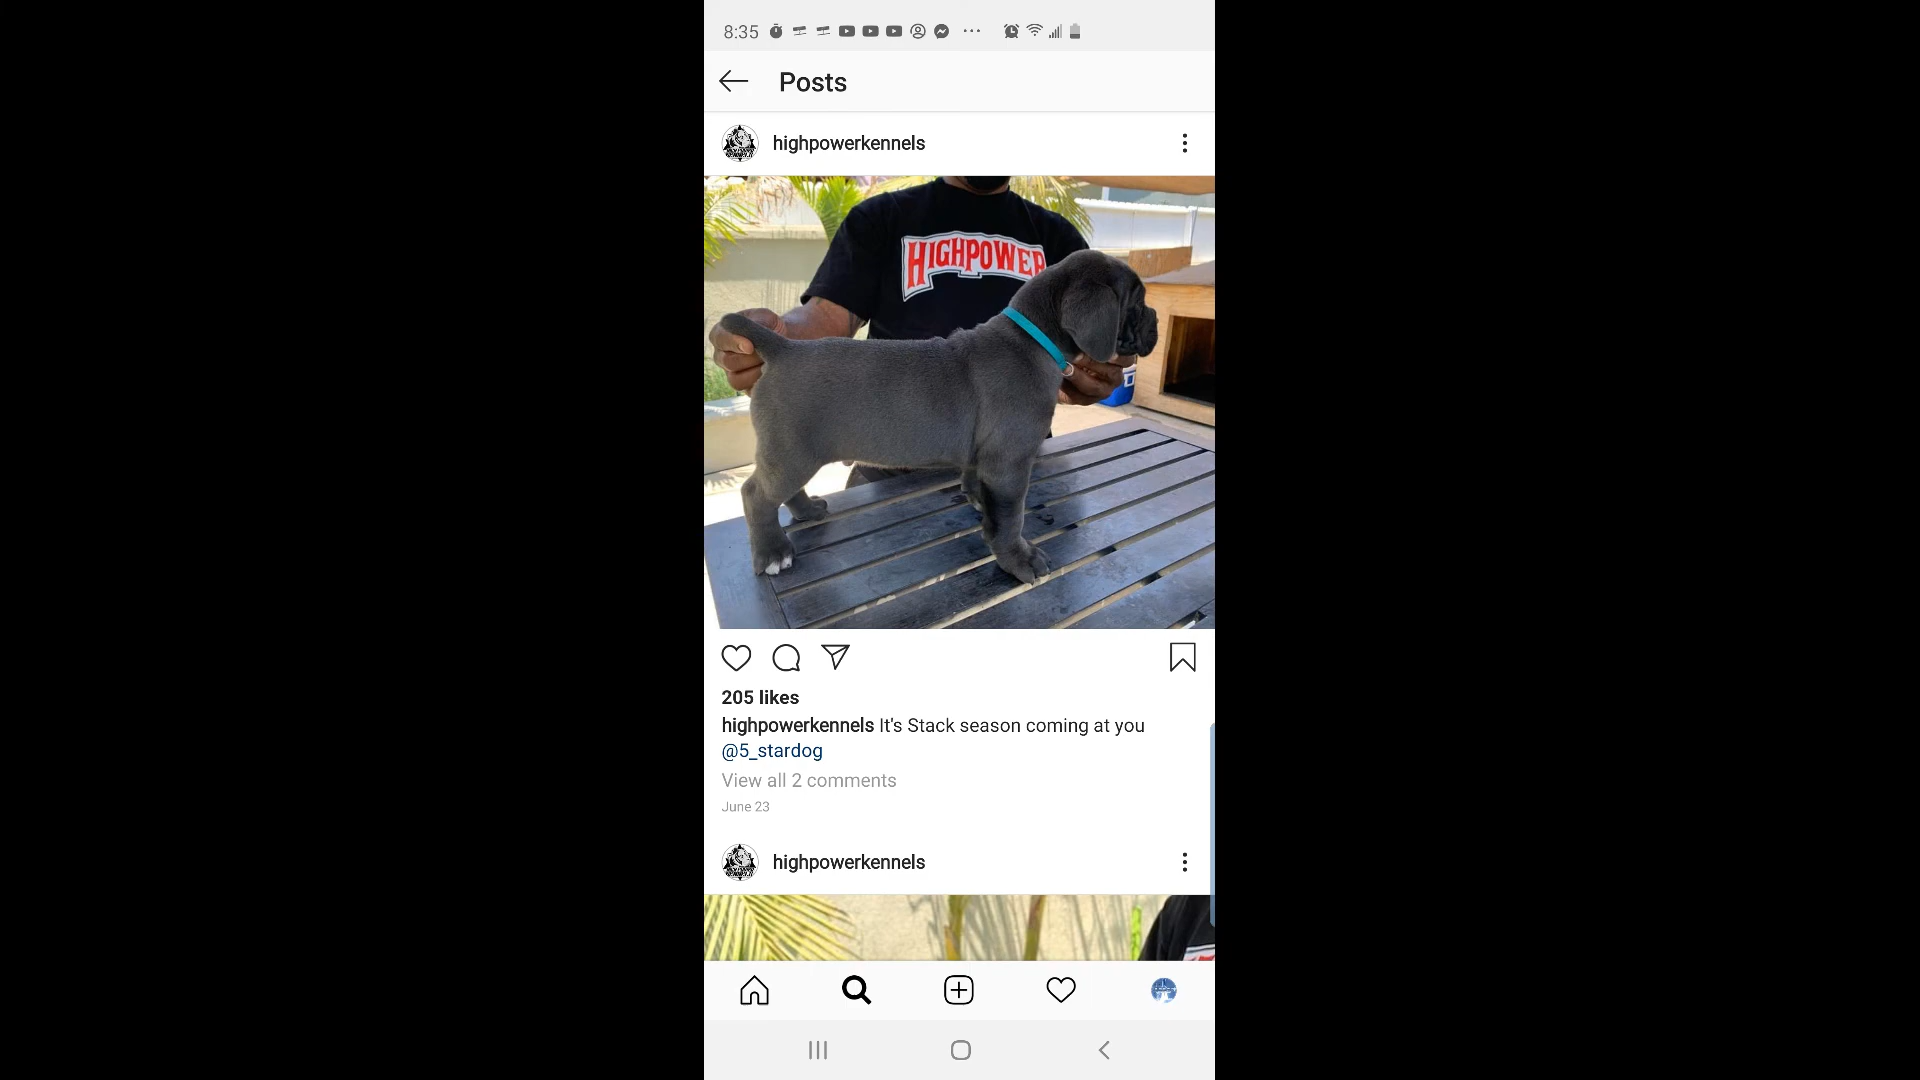 8:35
Posts
highpowerkennels
HIGHPOWER
205 likes
highpowerkennels It's Stack season coming at you
@5_stardog
View all 2 comments
June 23
highpowerkennels